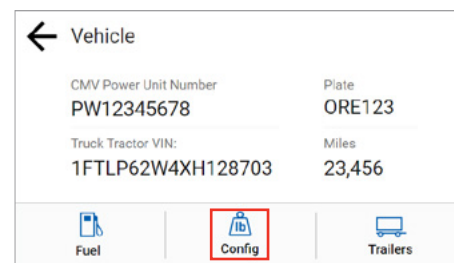 Vehicle
CMV Power Unit Number Plate
PW12345678 ORE123
Truck Tractor VIN: Miles
1FTLP62W4XH128703 23,456
lb
Fuel Config Trailers